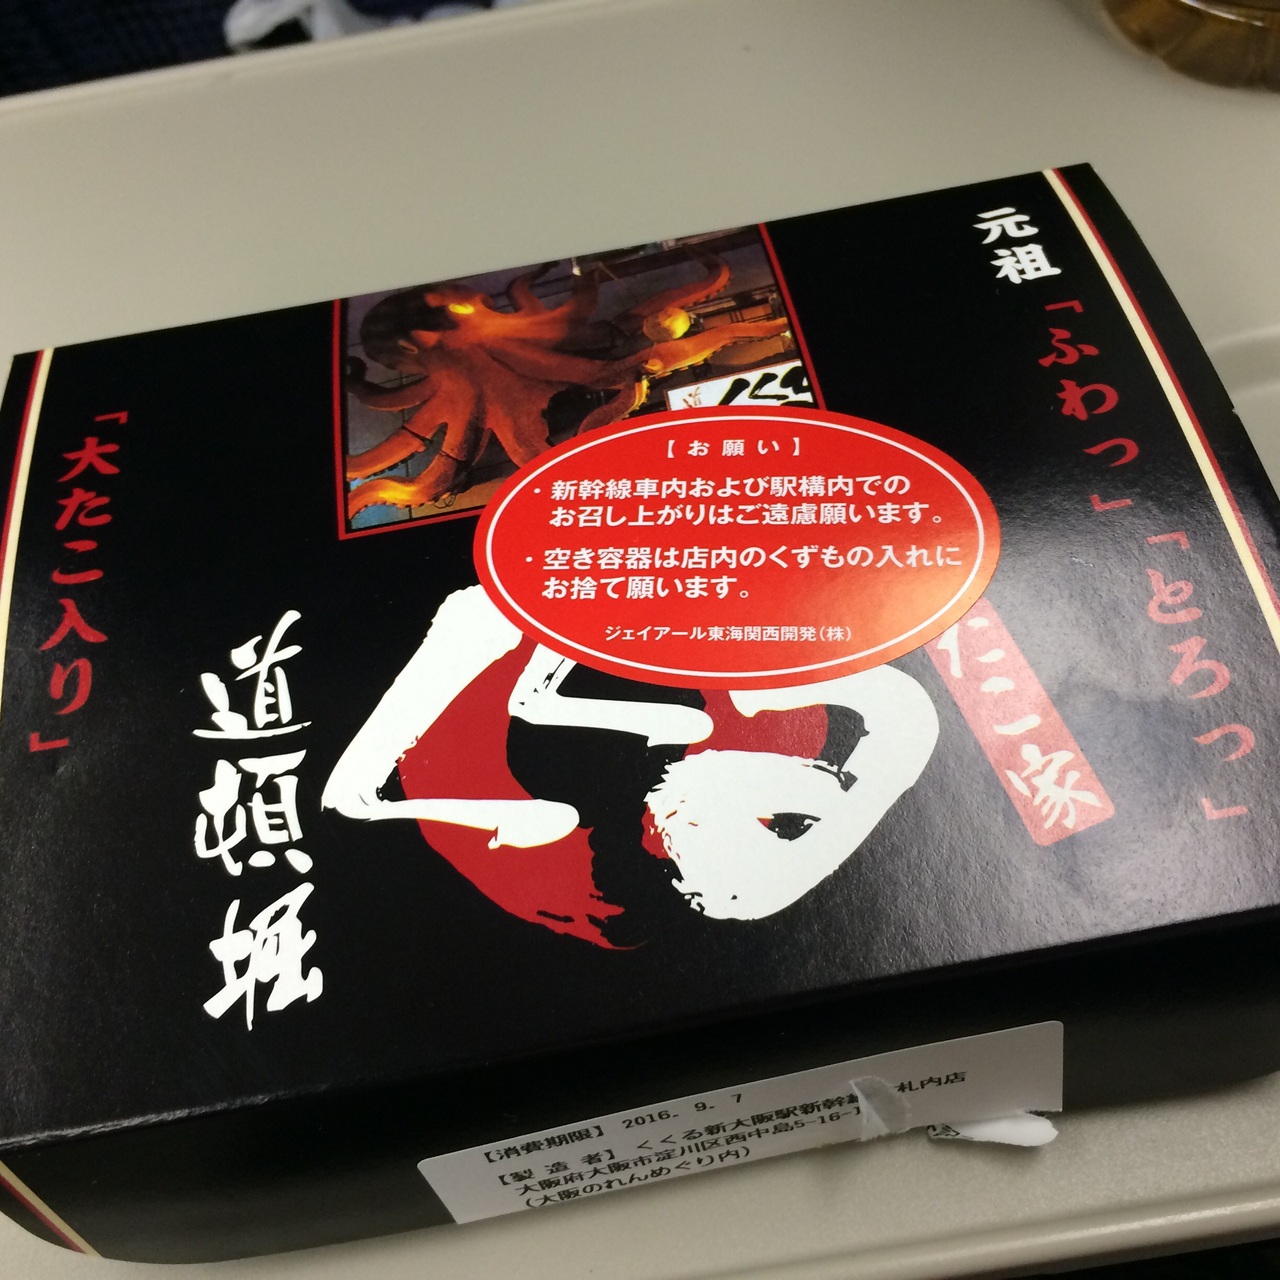 元祖
「ふわっ」「とろっ」
たこ家
【お願い】
・新幹線車内および駅構内での
お召し上がりはご遠慮願います。
・空き容器は店内のくずもの入れに
お捨て願います。
ジェイアール東海関西開発(株)
道頓堀
「大たこ入り」
【消費期限】 2016. 9. 7
【製 造 者】 くくる新大阪駅新幹線 札内店
大阪府大阪市淀川区西中島5-16-1
(大阪のれんめぐり内)